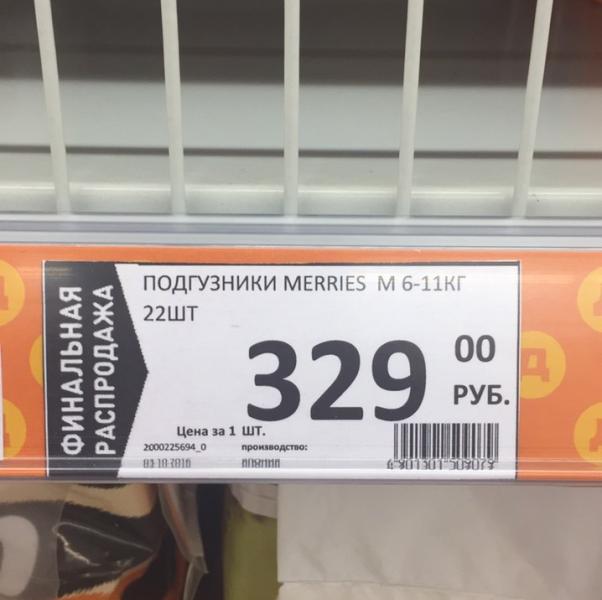 ФИНАЛЬНАЯ
РАСПРОДАЖА
ПОДГУЗНИКИ MERRIES M 6-11КГ
22ШТ
329 00
РУБ.
Цена за 1 ШТ.
2000225694_0 производство: